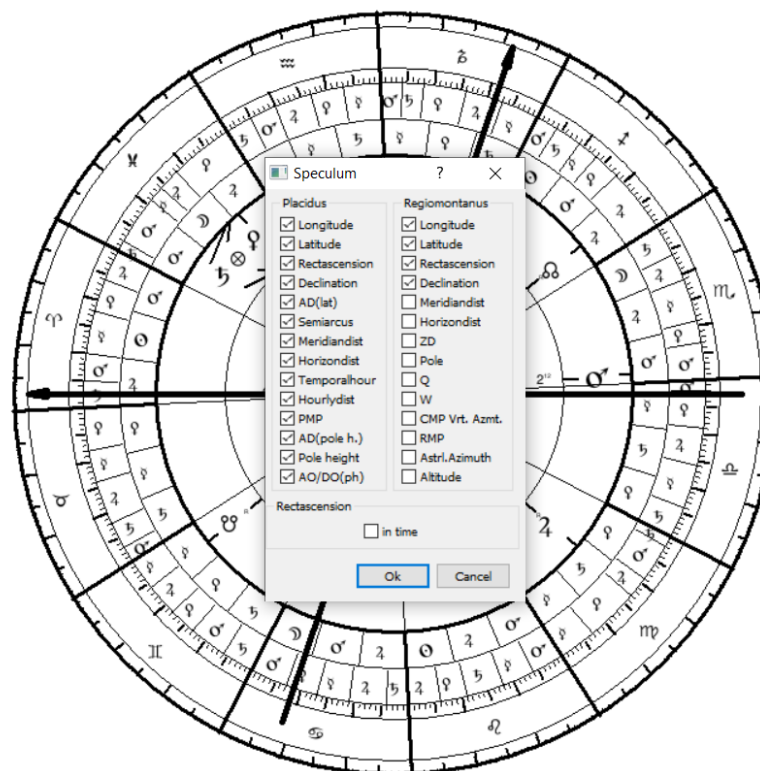 Speculum
Placidus
Longitude
Latitude
Rectascension
Declination
AD(lat)
Semiarcus
Meridiandist
Horizondist
Temporalhour
Hourlydist
PMP
AD(pole h.)
Pole height
AO/DO(ph)
Regiomontanus
Longitude
Latitude
Rectascension
Declination
Meridiandist
Horizondist
ZD
Pole
Q
W
CMP Vrt. Azmt.
RMP
Astrl.Azimuth
Altitude
Rectascension
in time
Ok
Cancel